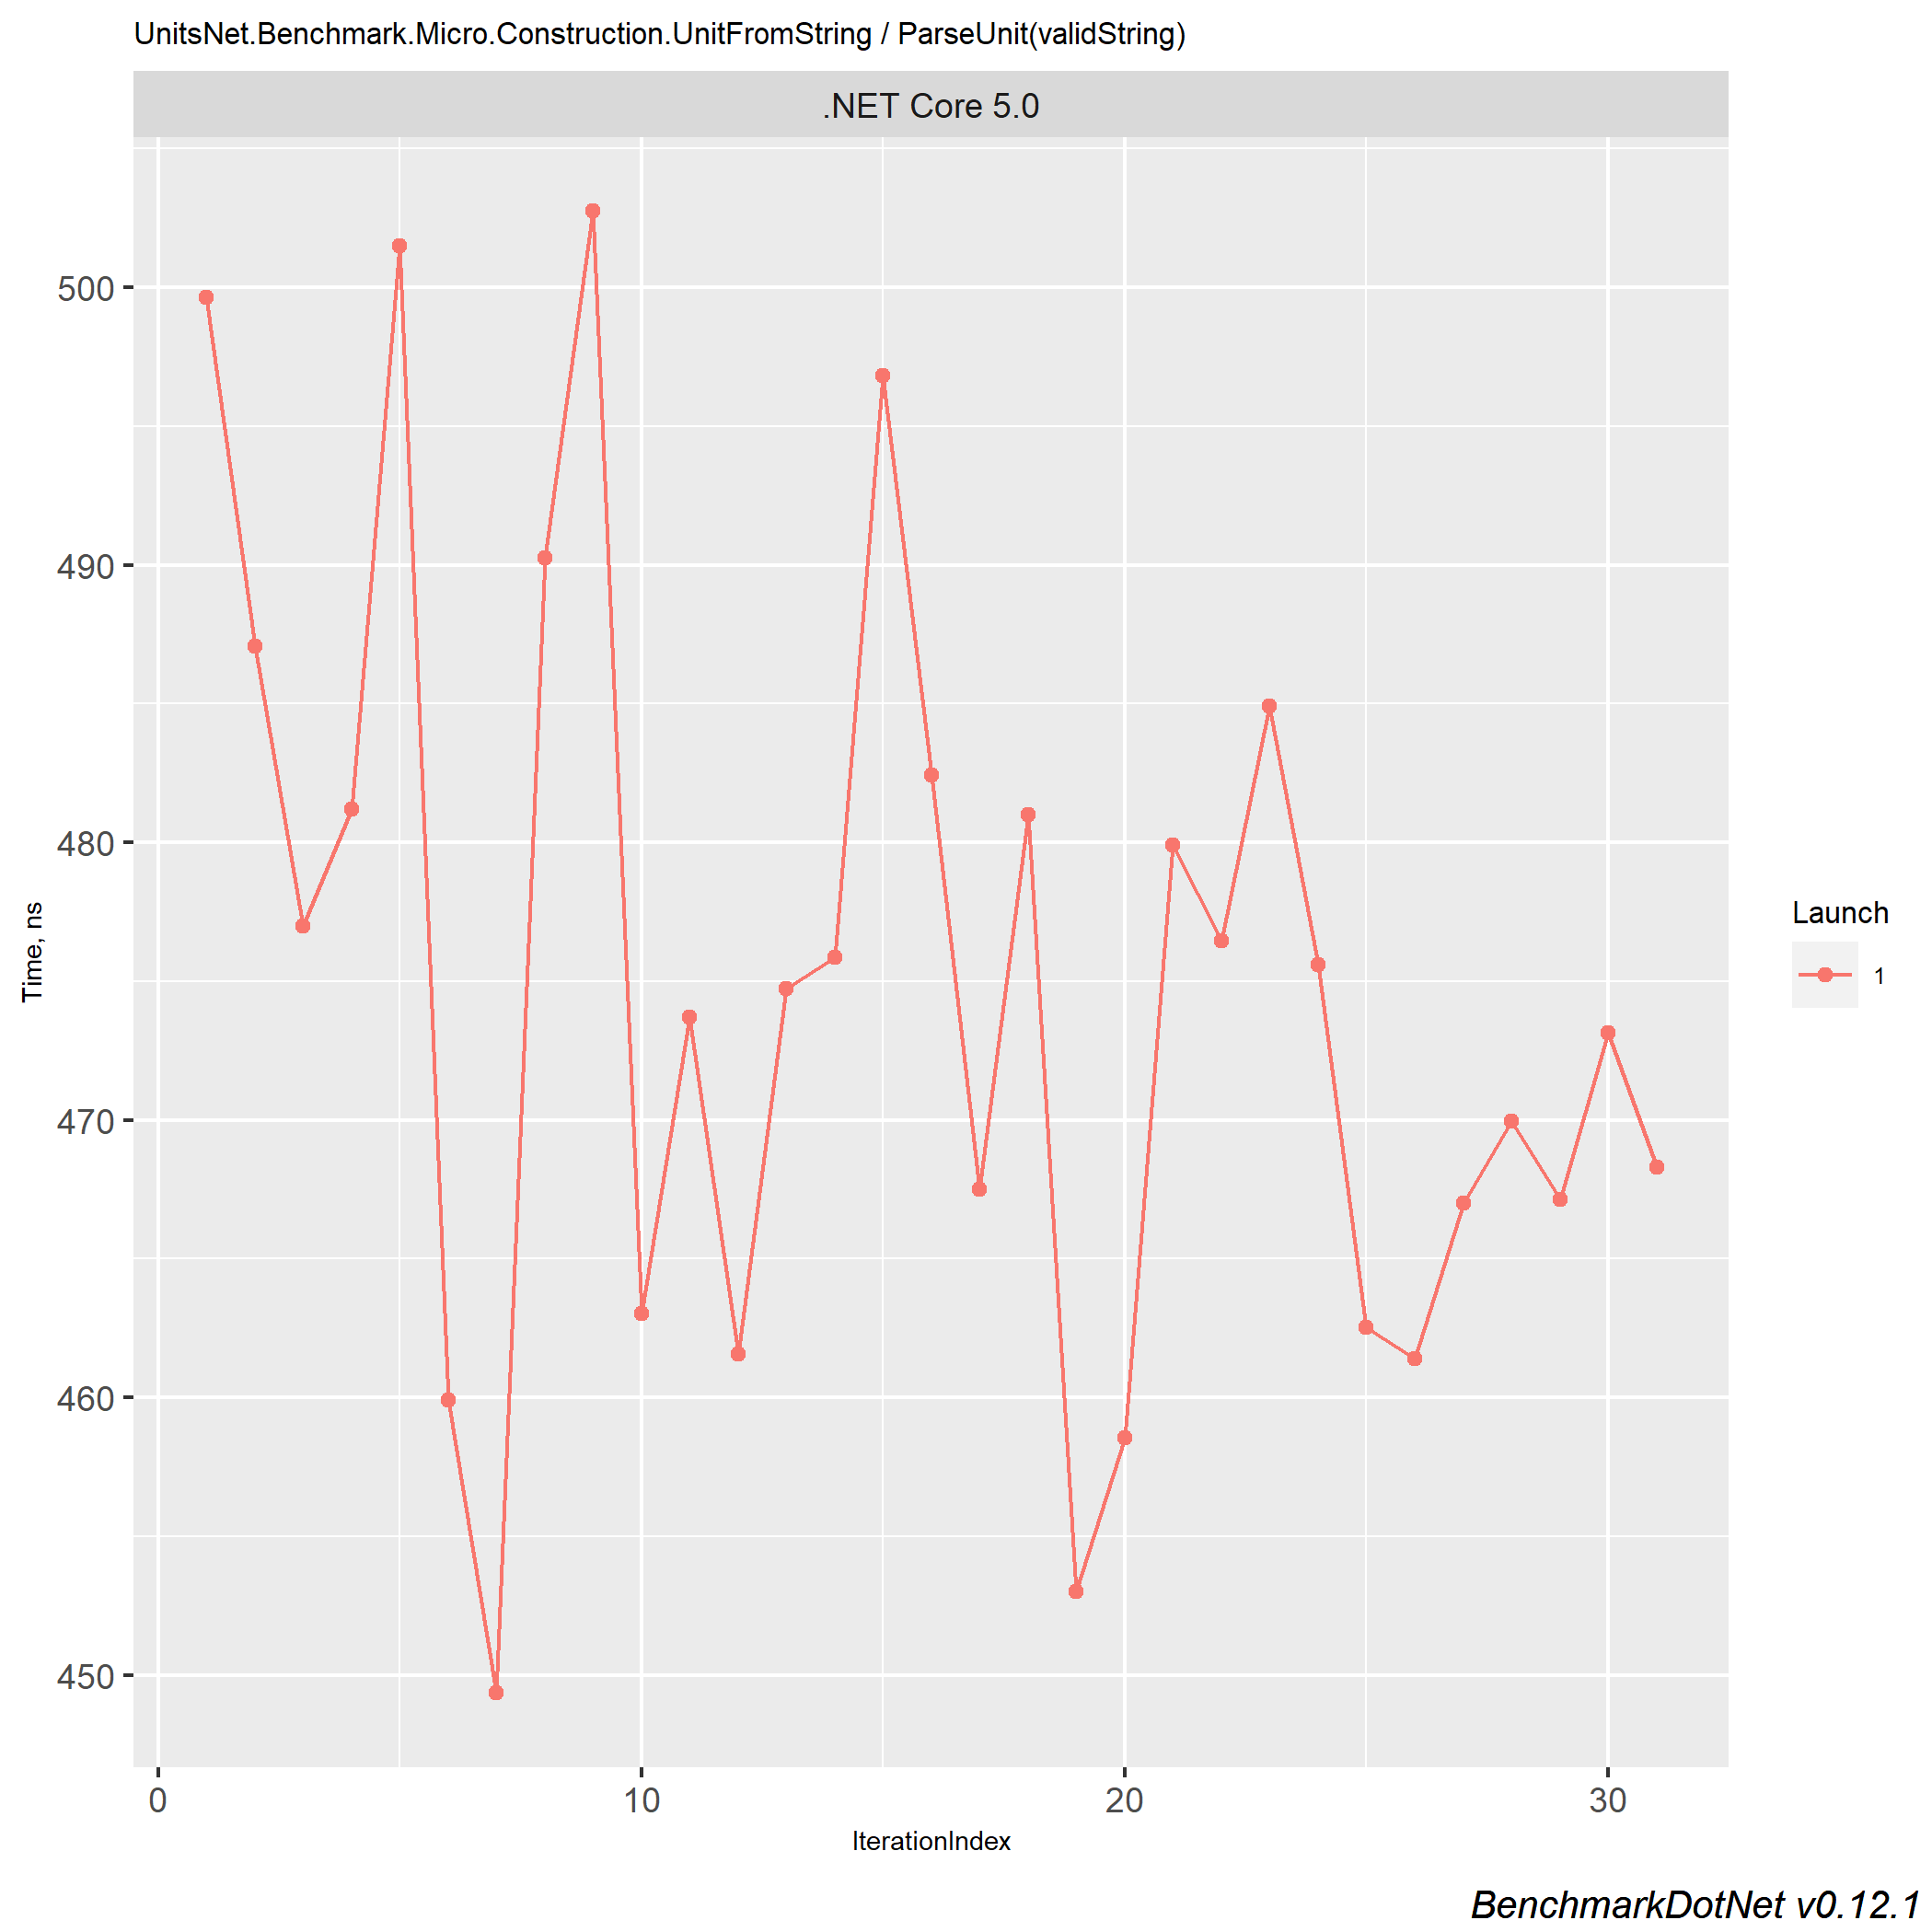 UnitsNet.Benchmark.Micro.Construction.UnitFromString / ParseUnit(validString)
.NET Core 5.0
500
490
480
470
460
450
Time, ns
0 10 20 30
IterationIndex
Launch
1
BenchmarkDotNet v0.12.1